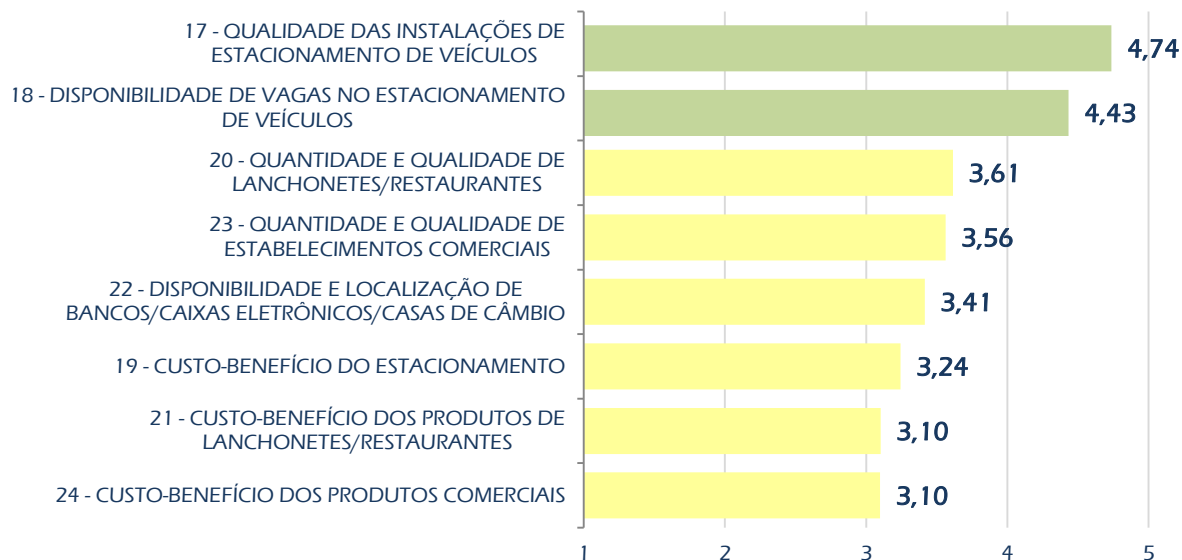 17 - QUALIDADE DAS INSTALAÇÕES DE
ESTACIONAMENTO DE VEÍCULOS
4,74
18 - DISPONIBILIDADE DE VAGAS NO ESTACIONAMENTO
DE VEÍCULOS
4,43
20 - QUANTIDADE E QUALIDADE DE
LANCHONETES/RESTAURANTES
3,61
23 - QUANTIDADE E QUALIDADE DE
ESTABELECIMENTOS COMERCIAIS
3,56
22 - DISPONIBILIDADE E LOCALIZAÇÃO DE
BANCOS/CAIXAS ELETRÔNICOS/CASAS DE CÂMBIO
3,41
19 - CUSTO-BENEFÍCIO DO ESTACIONAMENTO
3,24
21 - CUSTO-BENEFÍCIO DOS PRODUTOS DE
LANCHONETES/RESTAURANTES
3,10
24 - CUSTO-BENEFÍCIO DOS PRODUTOS COMERCIAIS
3,10
1 2 3 4 5